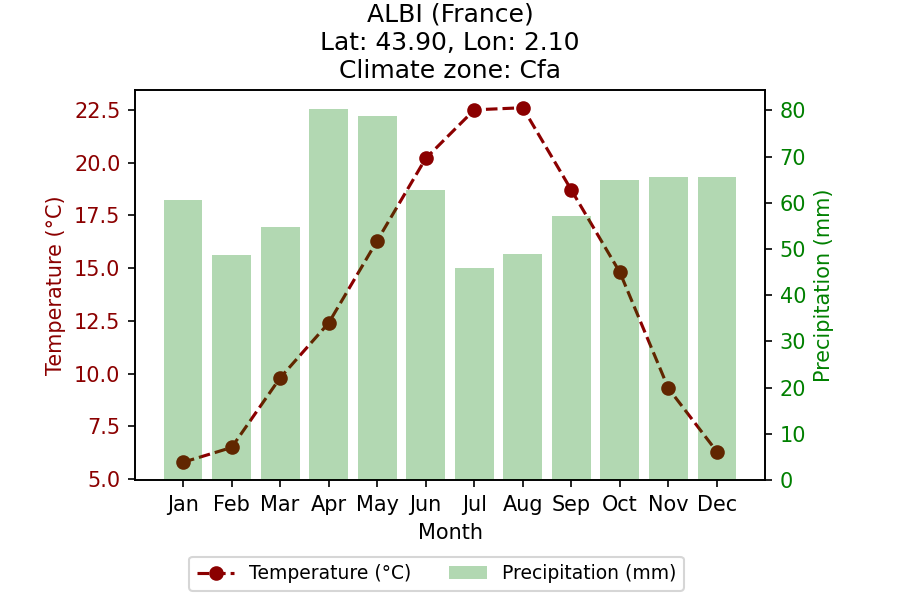 ALBI (France)
Lat: 43.90, Lon: 2.10
Climate zone: Cfa
22.5
20.0
17.5
15.0
12.5
10.0
7.5
5.0
Temperature (°C)
80
70
60
50
40
30
20
10
0
Precipitation (mm)
Jan Feb Mar Apr May Jun Jul Aug Sep Oct Nov Dec
Month
Temperature (°C) Precipitation (mm)